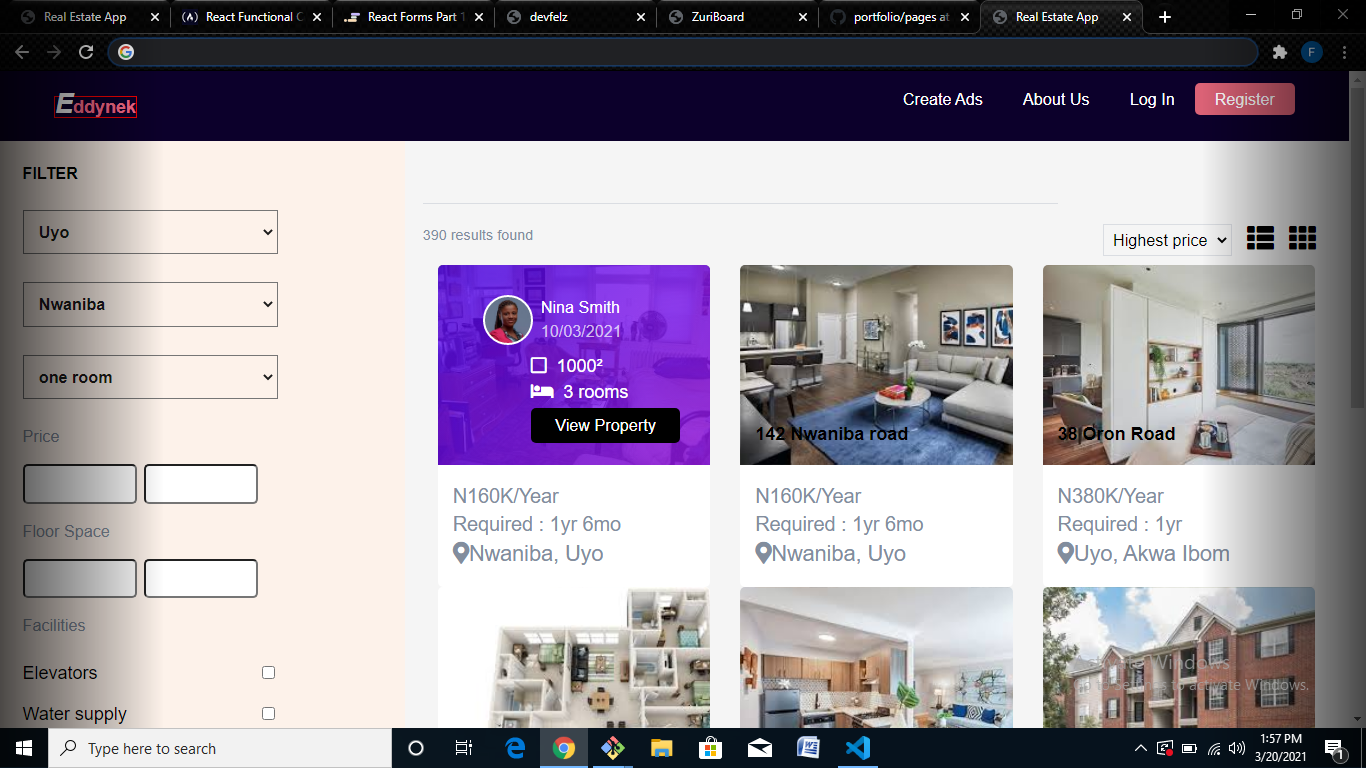 Real Estate App
React Functional C
React Forms Part 1
devfelz
ZuriBoard
portfolio/pages at
Real Estate App
F
Eddynek
Create Ads
About Us
Log In
Register
FILTER
Uyo
Nwaniba
one room
Price
Floor Space
Facilities
Elevators
Water supply
390 results found
Highest price
Nina Smith
10/03/2021
1000²
3 rooms
View Property
N160K/Year
Required : 1yr 6mo
Nwaniba, Uyo
142 Nwaniba road
N160K/Year
Required : 1yr 6mo
Nwaniba, Uyo
38 Oron Road
N380K/Year
Required : 1yr
Uyo, Akwa Ibom
Windows
to activate Windows.
Type here to search
1:57 PM
3/20/2021
1